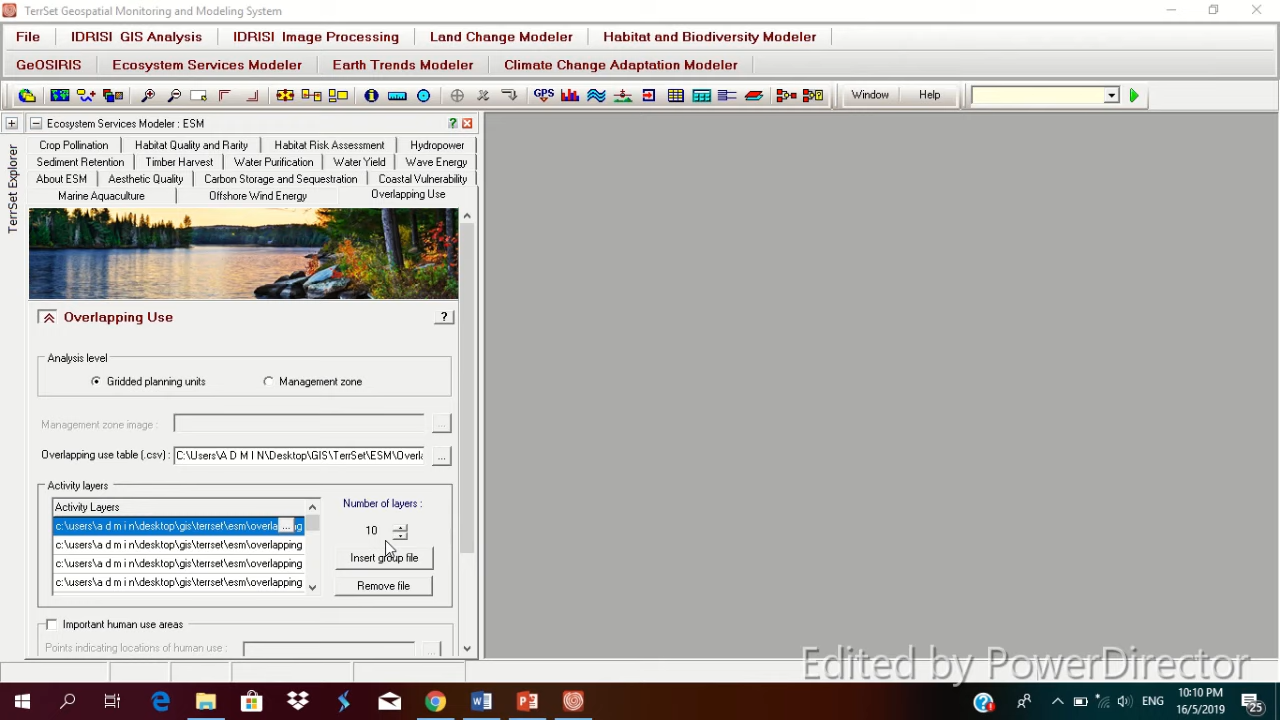 TerrSet Geospatial Monitoring and Modeling System
File IDRISI GIS Analysis IDRISI Image Processing Land Change Modeler Habitat and Biodiversity Modeler
GeOSIRIS Ecosystem Services Modeler Earth Trends Modeler Climate Change Adaptation Modeler
GPS Window Help
Ecosystem Services Modeler : ESM
TerrSet Explorer
Crop Pollination Habitat Quality and Rarity Habitat Risk Assessment Hydropower
Sediment Retention Timber Harvest Water Purification Water Yield Wave Energy
About ESM Aesthetic Quality Carbon Storage and Sequestration Coastal Vulnerability
Marine Aquaculture Offshore Wind Energy Overlapping Use
Overlapping Use ?
Analysis level
Gridded planning units Management zone
Management zone image : ...
Overlapping use table (.csv) : C:\Users\A D M I N\Desktop\GIS\TerrSet\ESM\Overla ...
Activity layers
Activity Layers Number of layers :
c:\users\a d m i n\desktop\gis\terrset\esm\overla ... ng 10
c:\users\a d m i n\desktop\gis\terrset\esm\overlapping
c:\users\a d m i n\desktop\gis\terrset\esm\overlapping Insert group file
c:\users\a d m i n\desktop\gis\terrset\esm\overlapping Remove file
Important human use areas
Points indicating locations of human use : ...
Edited by PowerDirector
ENG 10:10 PM
16/5/2019 25